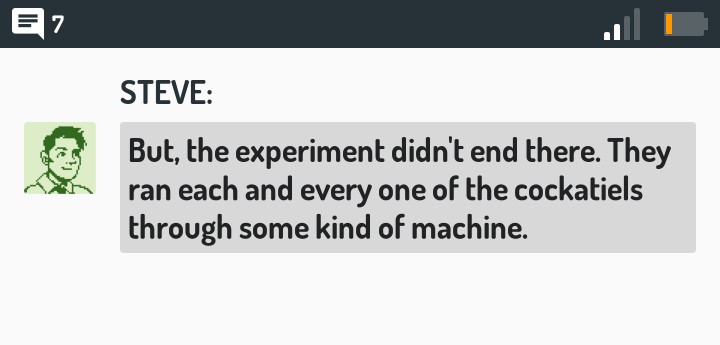 7
STEVE:
But, the experiment didn't end there. They
ran each and every one of the cockatiels
through some kind of machine.